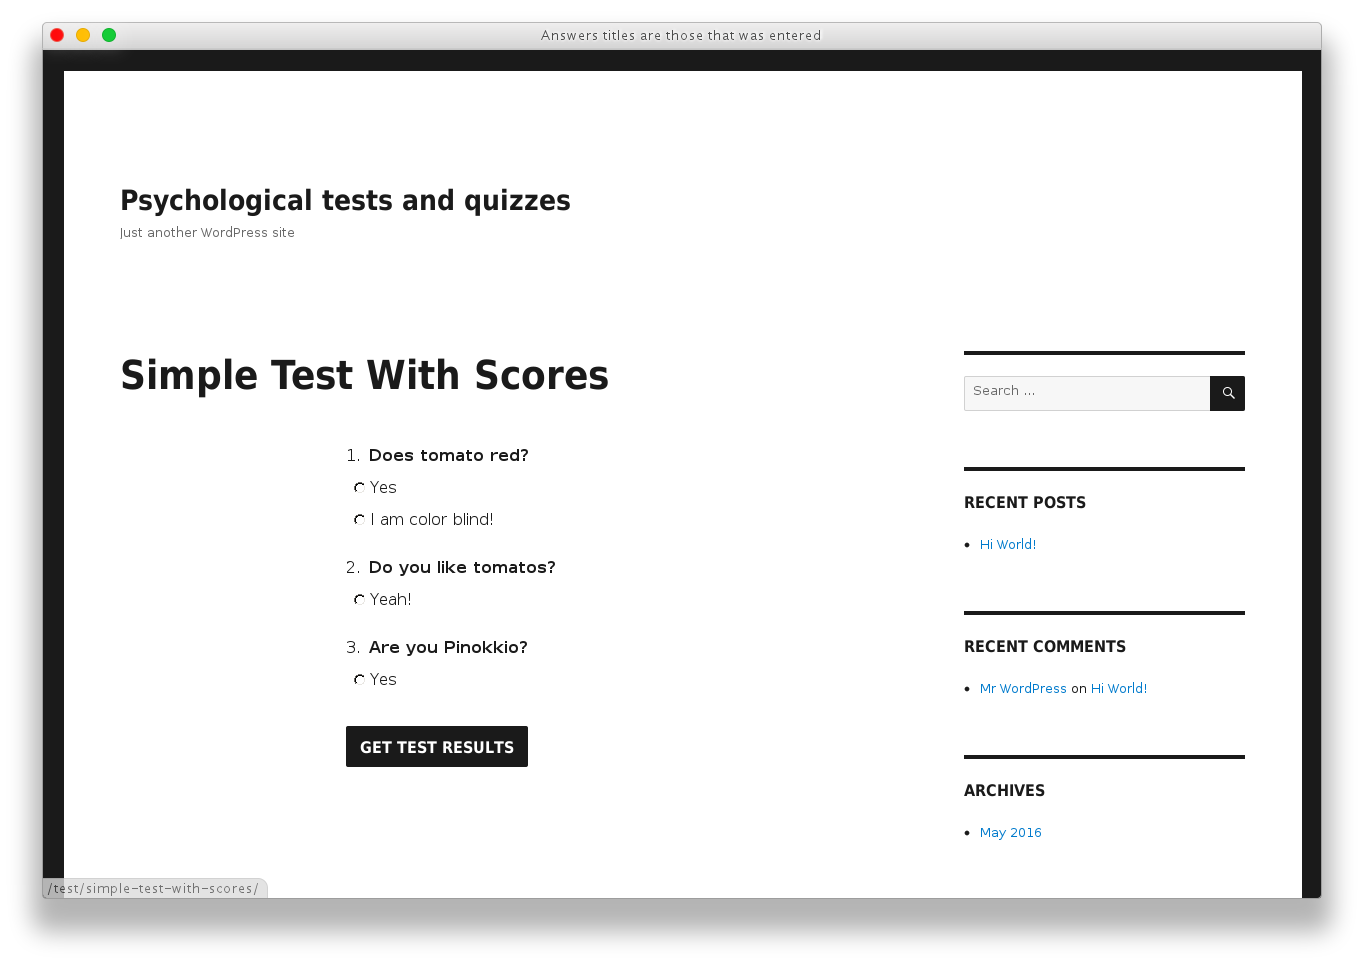 Answers titles are those that was entered
Psychological tests and quizzes
Just another WordPress site
Simple Test With Scores
1. Does tomato red?
Yes
I am color blind!
2. Do you like tomatos?
Yeah!
3. Are you Pinokkio?
Yes
GET TEST RESULTS
Search ...
RECENT POSTS
Hi World!
RECENT COMMENTS
Mr WordPress on Hi World!
ARCHIVES
May 2016
/test/simple-test-with-scores/